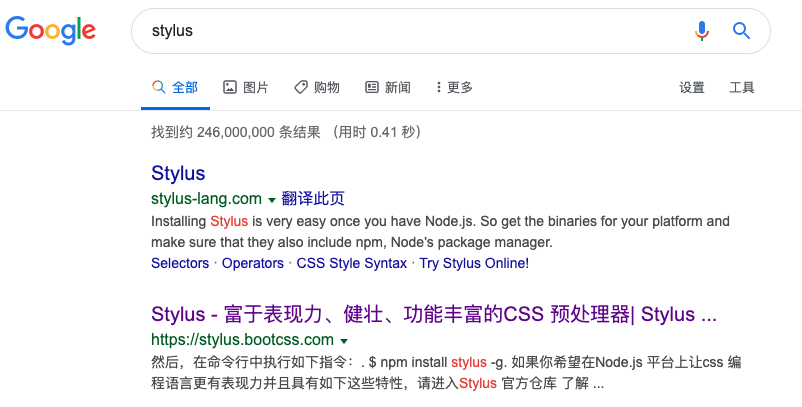 Google
stylus
全部 图片 购物 新闻 更多 设置 工具
找到约 246,000,000 条结果 （用时 0.41 秒）
Stylus
stylus-lang.com 翻译此页
Installing Stylus is very easy once you have Node.js. So get the binaries for your platform and
make sure that they also include npm, Node's package manager.
Selectors · Operators · CSS Style Syntax · Try Stylus Online!
Stylus - 富于表现力、健壮、功能丰富的CSS 预处理器| Stylus ...
https://stylus.bootcss.com
然后，在命令行中执行如下指令：. $ npm install stylus -g. 如果你希望在Node.js 平台上让css 编
程语言更有表现力并且具有如下这些特性，请进入Stylus 官方仓库 了解 ...